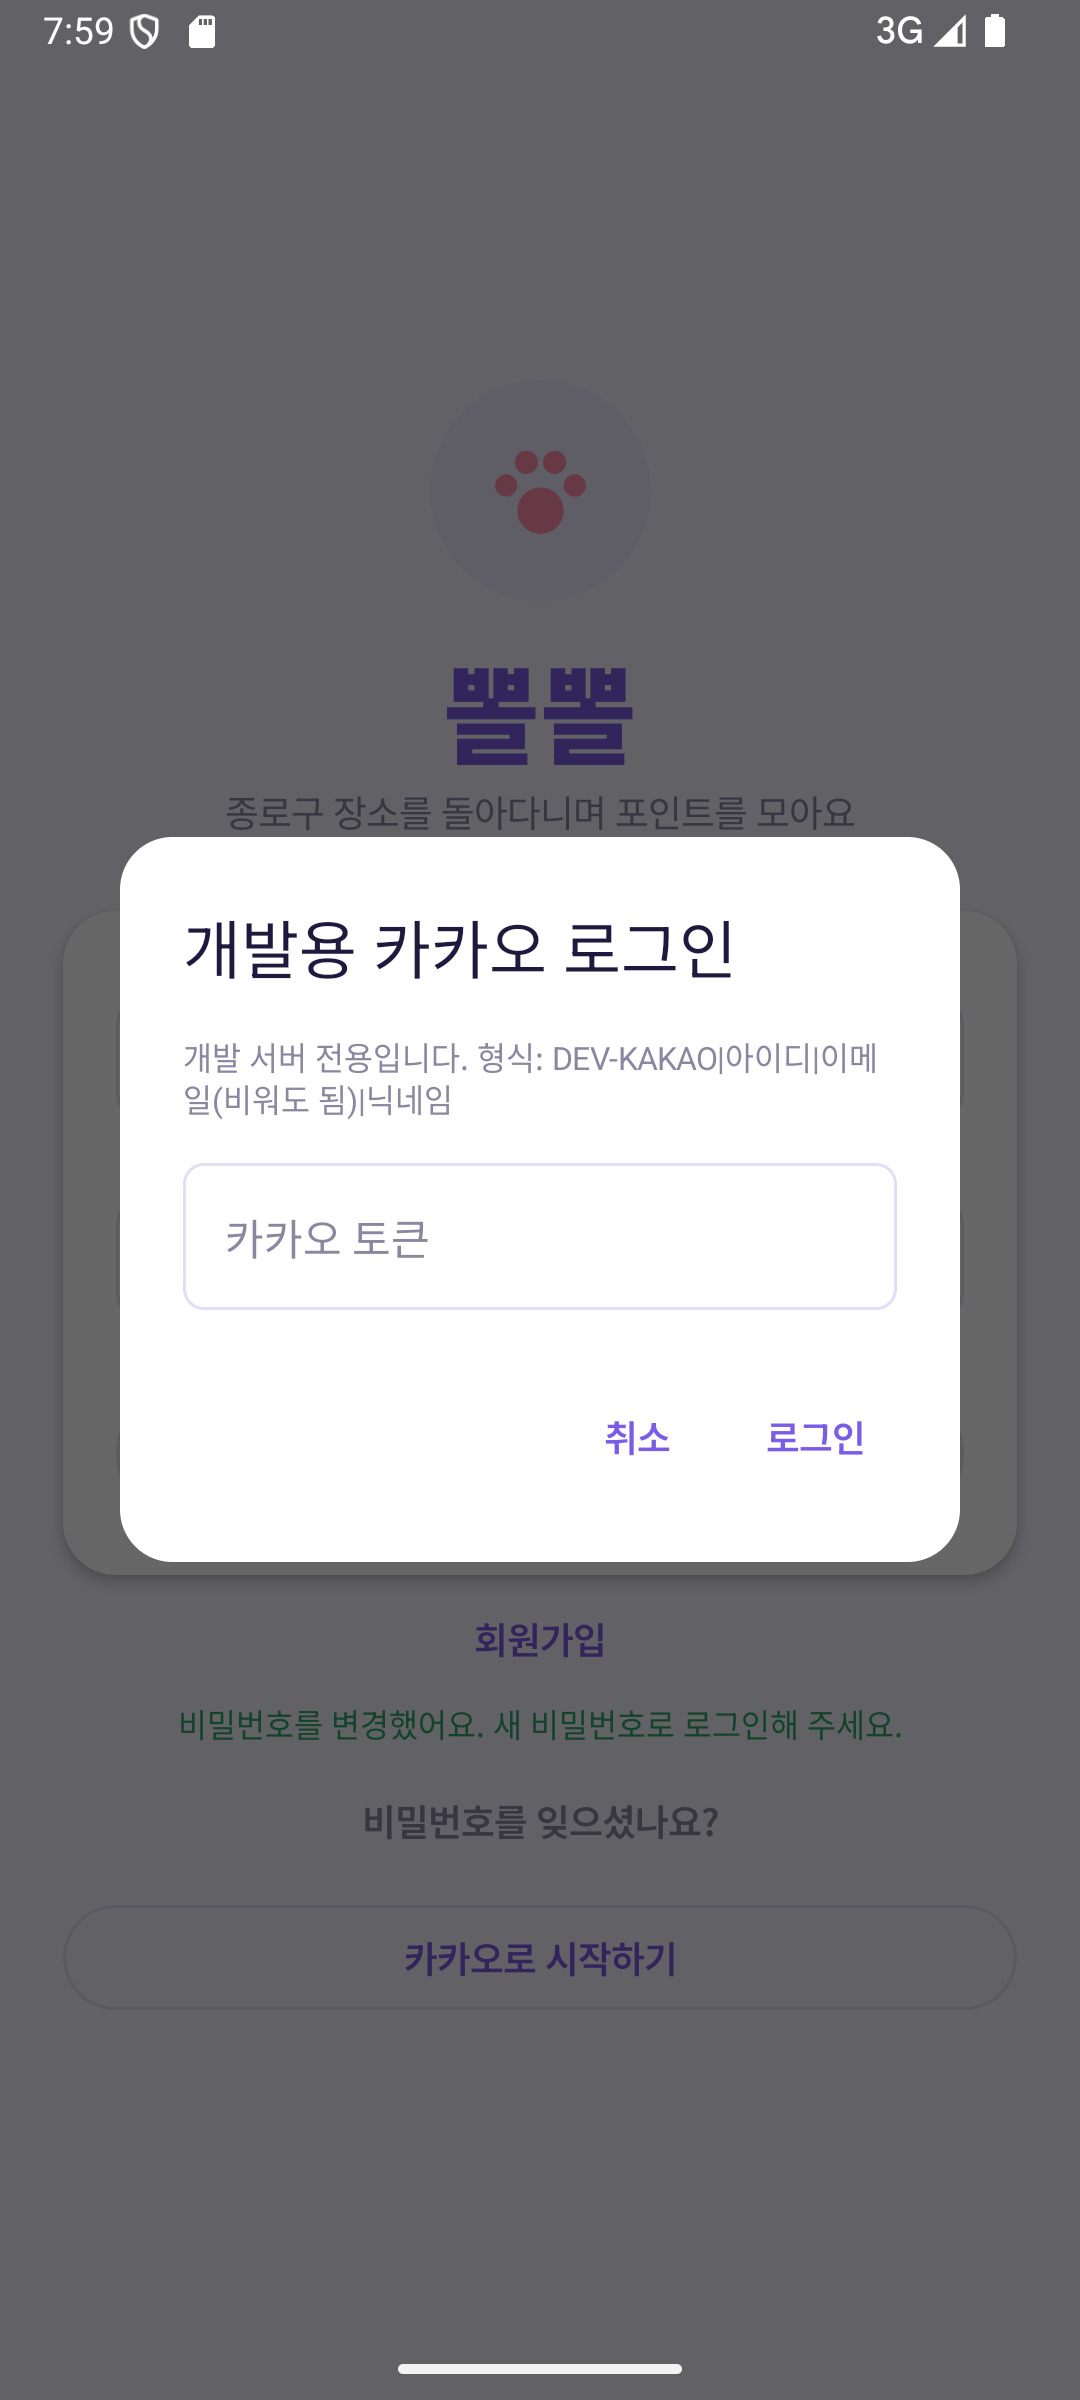 7:59
3G
뽈뽈
종로구 장소를 돌아다니며 포인트를 모아요
개발용 카카오 로그인
개발 서버 전용입니다. 형식: DEV-KAKAO|아이디|이메
일(비워도 됨)|닉네임
카카오 토큰
취소 로그인
회원가입
비밀번호를 변경했어요. 새 비밀번호로 로그인해 주세요.
비밀번호를 잊으셨나요?
카카오로 시작하기